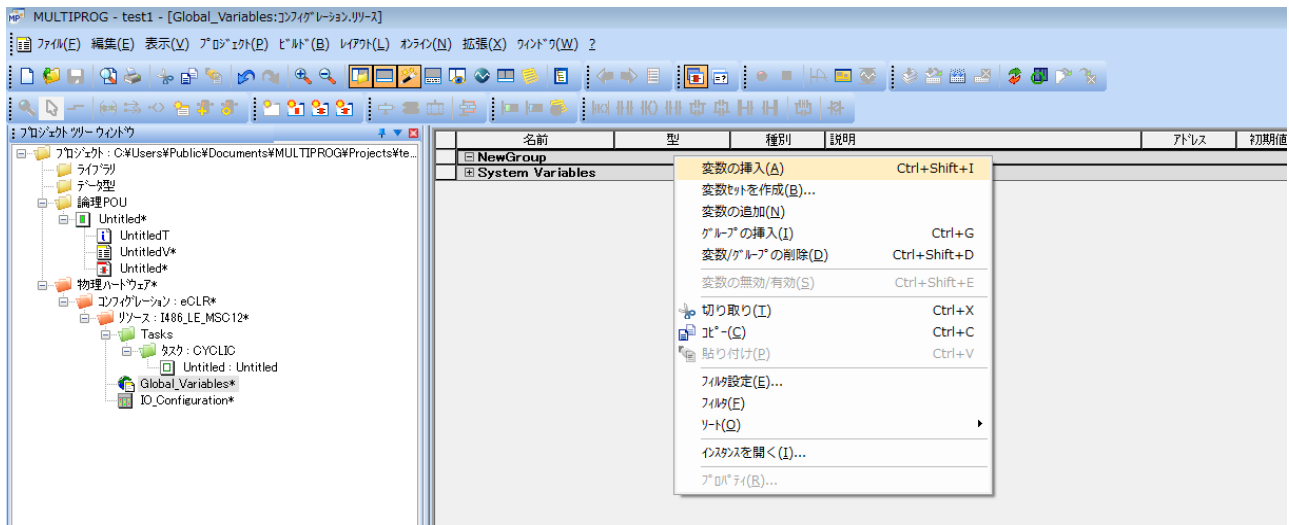 MULTIPROG - test1 - [Global_Variables:ｺﾝﾌｨｸﾞﾚｰｼｮﾝ.ﾘｿｰｽ]
ﾌｧｲﾙ(F) 編集(E) 表示(V) ﾌﾟﾛｼﾞｪｸﾄ(P) ﾋﾞﾙﾄﾞ(B) ﾚｲｱｳﾄ(L) ｵﾝﾗｲﾝ(N) 拡張(X) ｳｨﾝﾄﾞｳ(W) ?
ﾌﾟﾛｼﾞｪｸﾄ ﾂﾘｰ ｳｨﾝﾄﾞｳ
ﾌﾟﾛｼﾞｪｸﾄ : C:¥Users¥Public¥Documents¥MULTIPROG¥Projects¥te...
ﾗｲﾌﾞﾗﾘ
ﾃﾞｰﾀ型
論理POU
Untitled*
UntitledT
UntitledV*
Untitled*
物理ﾊｰﾄﾞｳｪｱ*
ｺﾝﾌｨｸﾞﾚｰｼｮﾝ : eCLR*
ﾘｿｰｽ : I486_LE_MSC12*
Tasks
ﾀｽｸ : CYCLIC
Untitled : Untitled
Global_Variables*
IO_Configuration*
名前 型 種別 説明 ｱﾄﾞﾚｽ 初期値
NewGroup
System Variables
変数の挿入(A) Ctrl+Shift+I
変数ｾｯﾄを作成(B)...
変数の追加(N)
ｸﾞﾙｰﾌﾟの挿入(I) Ctrl+G
変数/ｸﾞﾙｰﾌﾟの削除(D) Ctrl+Shift+D
変数の無効/有効(S) Ctrl+Shift+E
切り取り(T) Ctrl+X
ｺﾋﾟｰ(C) Ctrl+C
貼り付け(P) Ctrl+V
ﾌｨﾙﾀ設定(E)...
ﾌｨﾙﾀ(F)
ｿｰﾄ(O)
ｲﾝｽﾀﾝｽを開く(I)...
ﾌﾟﾛﾊﾟﾃｨ(R)...